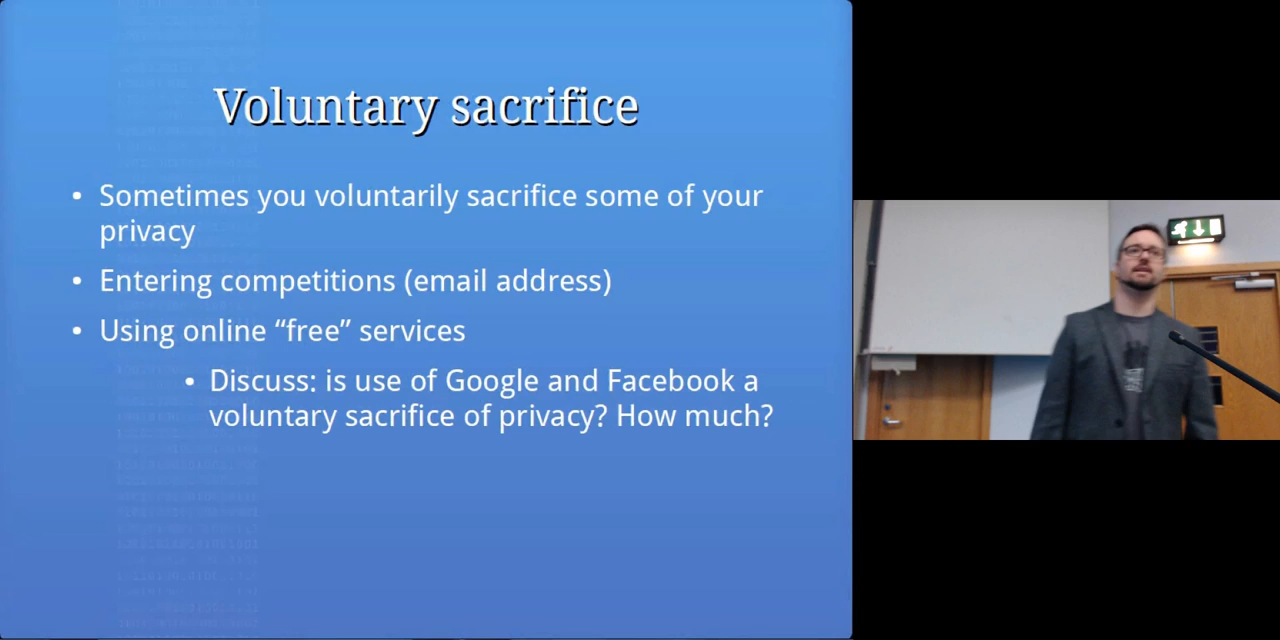 Voluntary sacrifice
• Sometimes you voluntarily sacrifice some of your
privacy
• Entering competitions (email address)
• Using online “free” services
• Discuss: is use of Google and Facebook a
voluntary sacrifice of privacy? How much?